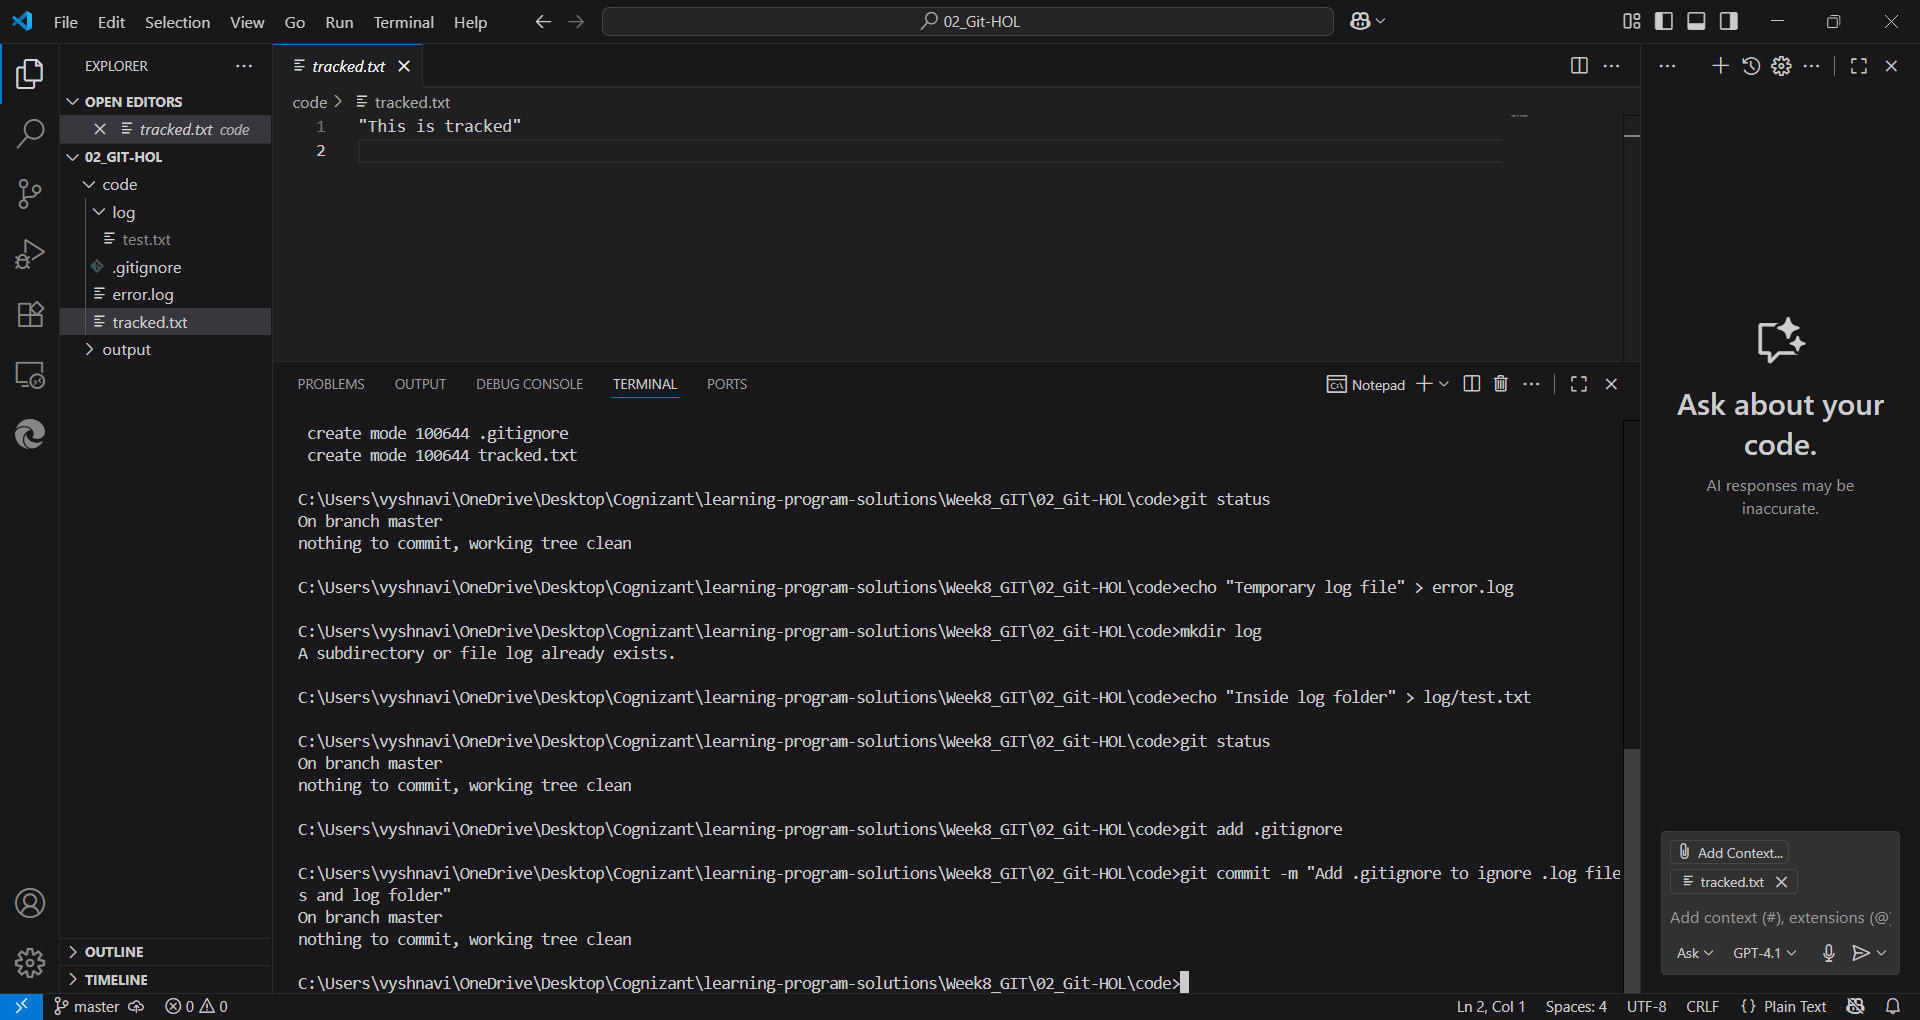 File Edit Selection View Go Run Terminal Help
02_Git-HOL
EXPLORER
OPEN EDITORS
tracked.txt code
02_GIT-HOL
code
log
test.txt
.gitignore
error.log
tracked.txt
output
OUTLINE
TIMELINE
tracked.txt
code > tracked.txt
1 "This is tracked"
2
PROBLEMS OUTPUT DEBUG CONSOLE TERMINAL PORTS
Notepad
create mode 100644 .gitignore
create mode 100644 tracked.txt
C:\Users\vyshnavi\OneDrive\Desktop\Cognizant\learning-program-solutions\Week8_GIT\02_Git-HOL\code>git status
On branch master
nothing to commit, working tree clean
C:\Users\vyshnavi\OneDrive\Desktop\Cognizant\learning-program-solutions\Week8_GIT\02_Git-HOL\code>echo "Temporary log file" > error.log
C:\Users\vyshnavi\OneDrive\Desktop\Cognizant\learning-program-solutions\Week8_GIT\02_Git-HOL\code>mkdir log
A subdirectory or file log already exists.
C:\Users\vyshnavi\OneDrive\Desktop\Cognizant\learning-program-solutions\Week8_GIT\02_Git-HOL\code>echo "Inside log folder" > log/test.txt
C:\Users\vyshnavi\OneDrive\Desktop\Cognizant\learning-program-solutions\Week8_GIT\02_Git-HOL\code>git status
On branch master
nothing to commit, working tree clean
C:\Users\vyshnavi\OneDrive\Desktop\Cognizant\learning-program-solutions\Week8_GIT\02_Git-HOL\code>git add .gitignore
C:\Users\vyshnavi\OneDrive\Desktop\Cognizant\learning-program-solutions\Week8_GIT\02_Git-HOL\code>git commit -m "Add .gitignore to ignore .log file
s and log folder"
On branch master
nothing to commit, working tree clean
C:\Users\vyshnavi\OneDrive\Desktop\Cognizant\learning-program-solutions\Week8_GIT\02_Git-HOL\code>
Ask about your
code.
AI responses may be
inaccurate.
Add Context...
tracked.txt
Add context (#), extensions (@)
Ask GPT-4.1
master 0 0 Ln 2, Col 1 Spaces: 4 UTF-8 CRLF {} Plain Text